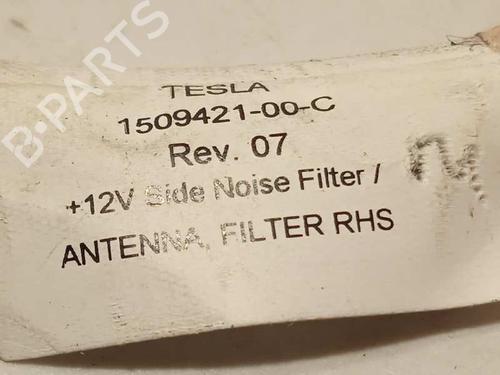 B-PARTS
TESLA
1509421-00-C
Rev. 07
+12V Side Noise Filter /
ANTENNA, FILTER RHS